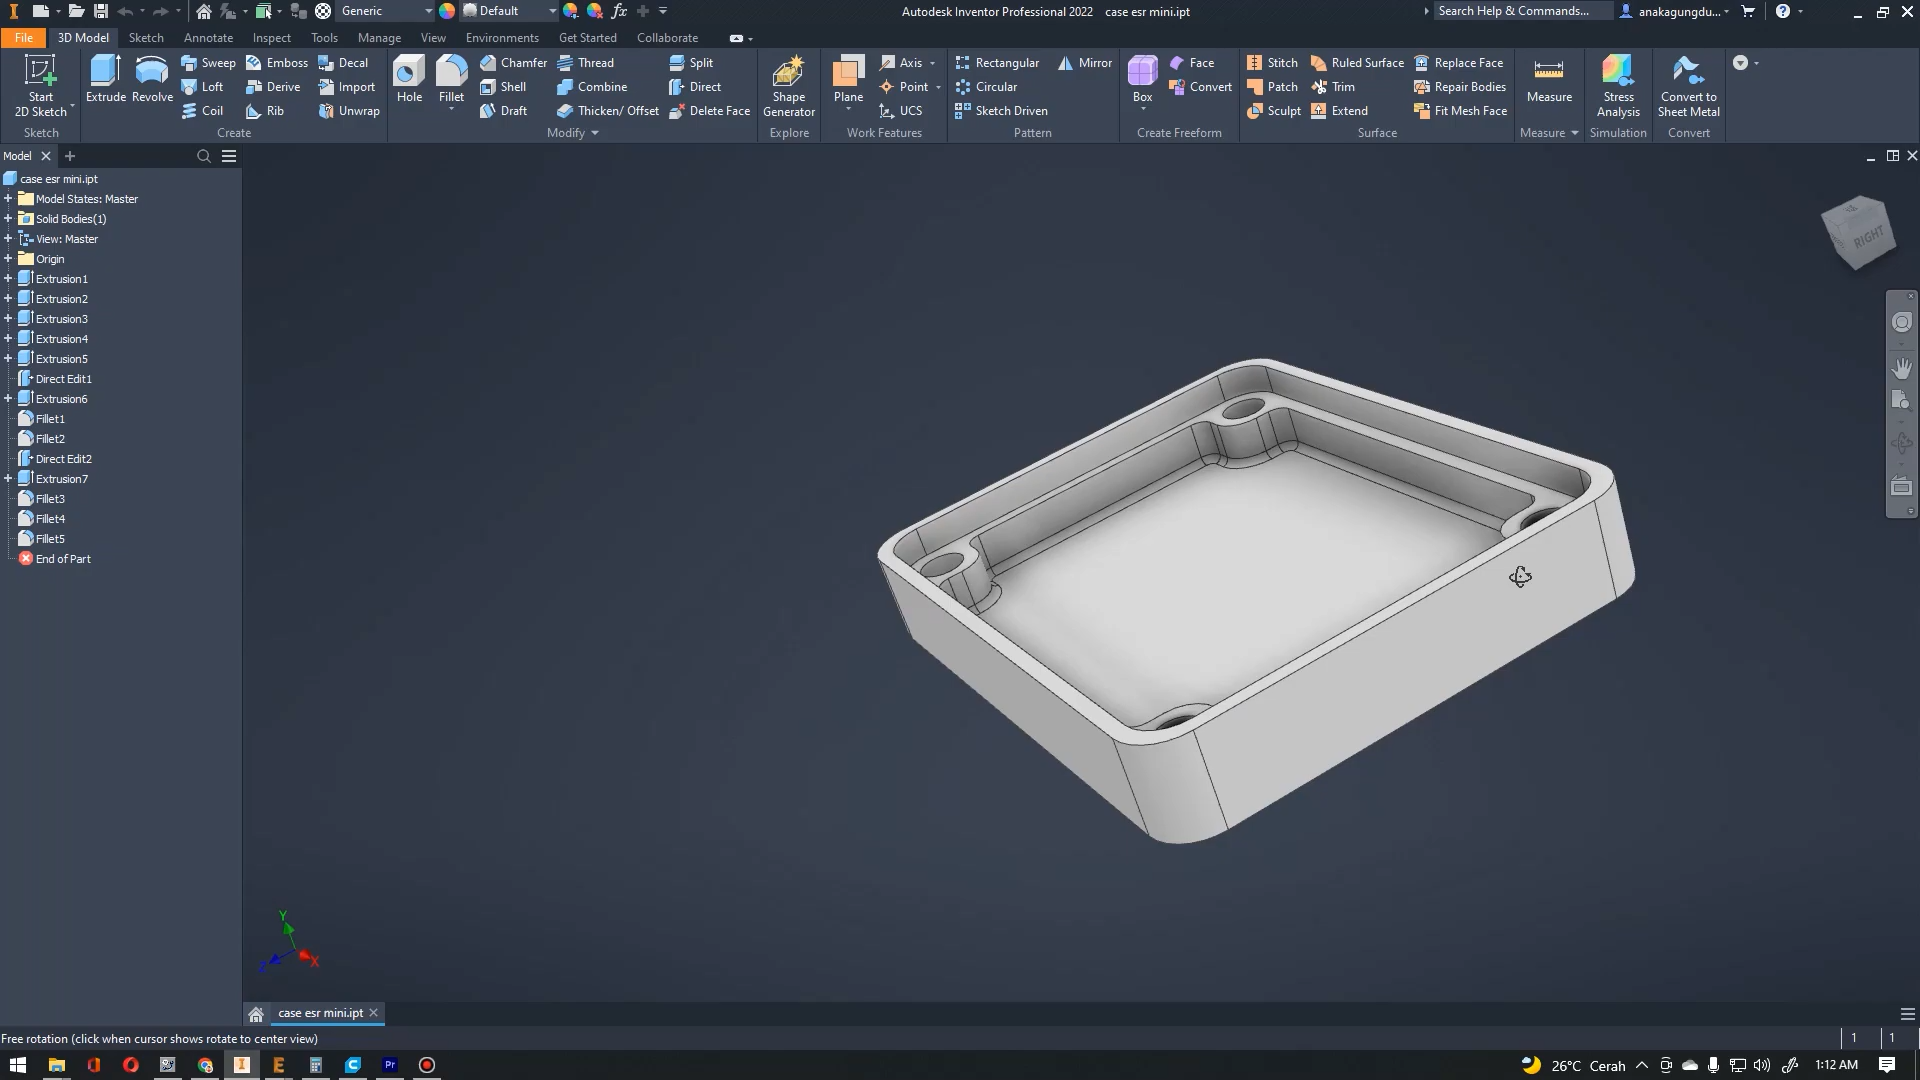 Generic
Default
fx
Autodesk Inventor Professional 2022 case esr mini.ipt
Search Help & Commands...
anakagungdu...
File
3D Model
Sketch
Annotate
Inspect
Tools
Manage
View
Environments
Get Started
Collaborate
Start
2D Sketch
Sketch
Extrude
Revolve
Sweep
Loft
Coil
Emboss
Derive
Rib
Decal
Import
Unwrap
Create
Hole
Fillet
Chamfer
Shell
Draft
Thread
Combine
Thicken/ Offset
Split
Direct
Delete Face
Modify
Shape
Generator
Explore
Plane
Axis
Point
UCS
Work Features
Rectangular
Circular
Sketch Driven
Mirror
Pattern
Box
Face
Convert
Create Freeform
Stitch
Patch
Sculpt
Ruled Surface
Trim
Extend
Replace Face
Repair Bodies
Fit Mesh Face
Surface
Measure
Measure
Stress
Analysis
Simulation
Convert to
Sheet Metal
Convert
Model
case esr mini.ipt
Model States: Master
Solid Bodies(1)
View: Master
Origin
Extrusion1
Extrusion2
Extrusion3
Extrusion4
Extrusion5
Direct Edit1
Extrusion6
Fillet1
Fillet2
Direct Edit2
Extrusion7
Fillet3
Fillet4
Fillet5
End of Part
RIGHT
Y
Z
X
case esr mini.ipt
Free rotation (click when cursor shows rotate to center view)
1
1
26°C Cerah
1:12 AM